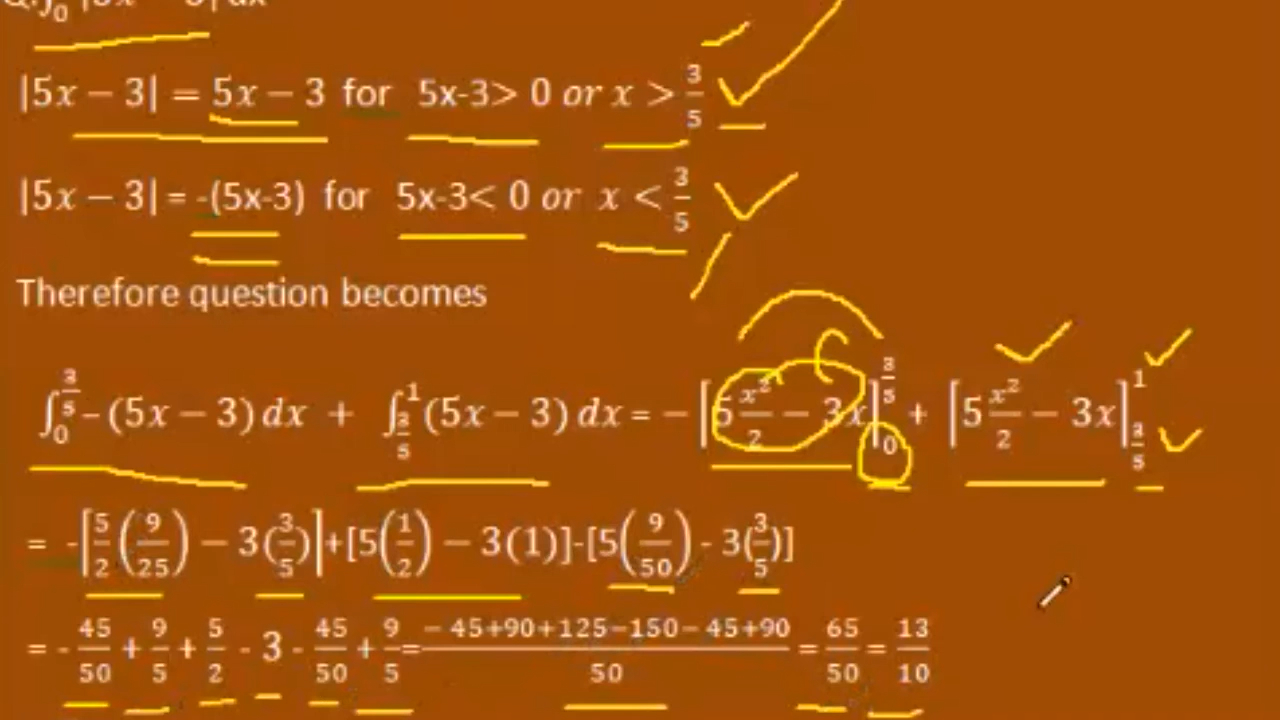 |5x − 3| = 5x − 3 for 5x-3> 0 or x > 3/5
|5x − 3| = -(5x-3) for 5x-3< 0 or x < 3/5
Therefore question becomes
∫₀^(3/5) −(5x − 3) dx + ∫_(3/5)^1 (5x − 3) dx = − [5 x²/2 − 3x]₀^(3/5) + [5 x²/2 − 3x]_(3/5)^1
= -[5/2 (9/25) − 3(3/5)]+[5(1/2) − 3(1)]-[5(9/50) - 3(3/5)]
= - 45/50 + 9/5 + 5/2 - 3 - 45/50 + 9/5 = (−45+90+125−150−45+90)/50 = 65/50 = 13/10